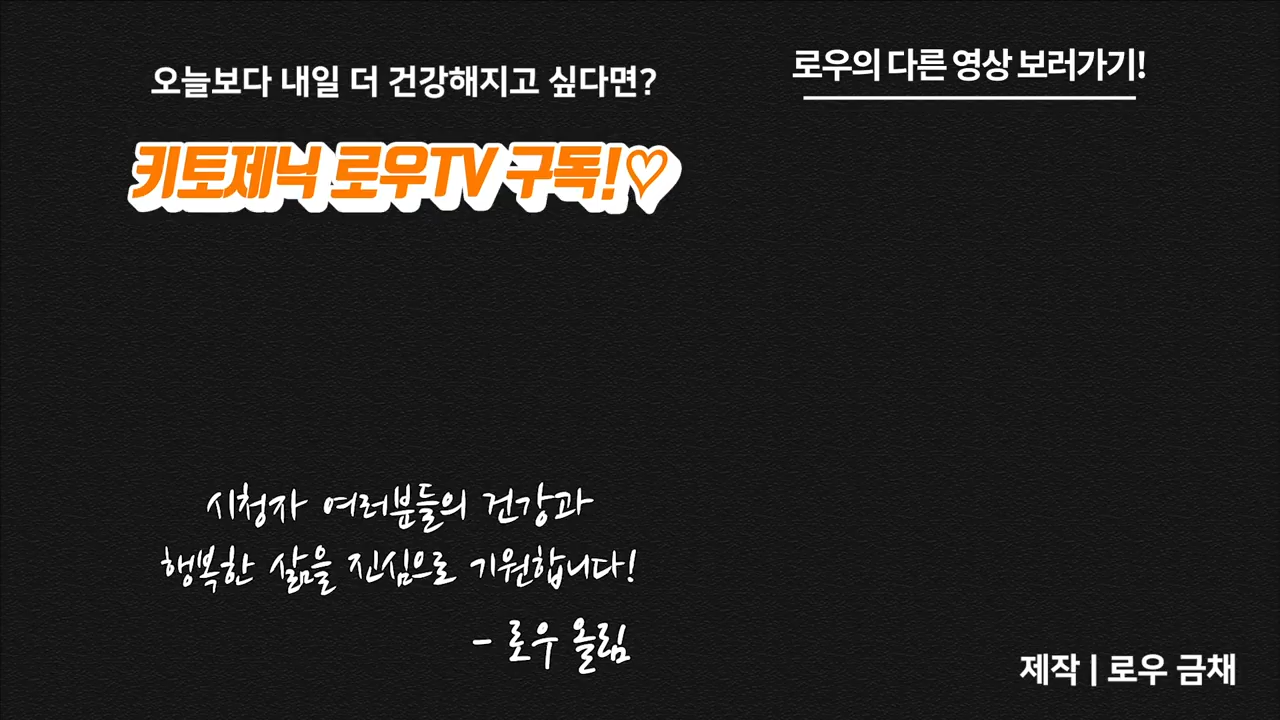 오늘보다 내일 더 건강해지고 싶다면?
키토제닉 로우TV 구독!♡
로우의 다른 영상 보러가기!
시청자 여러분들의 건강과
행복한 삶을 진심으로 기원합니다!
- 로우 올림
제작 | 로우 금채